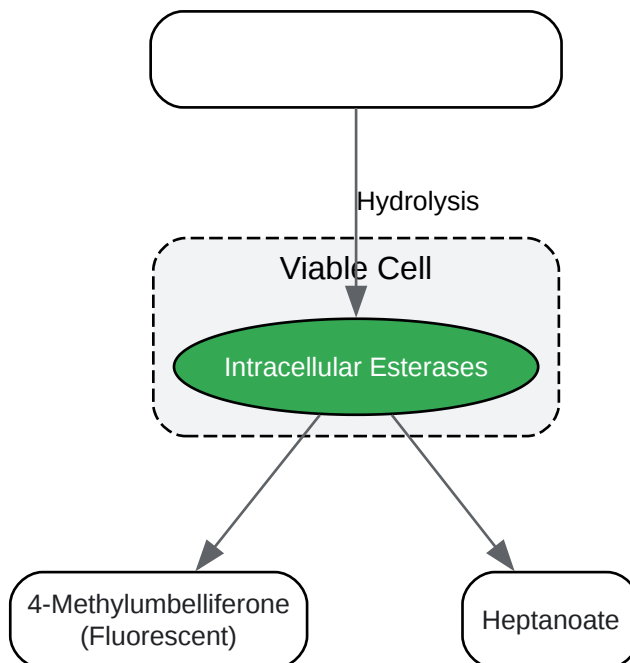 Hydrolysis
Viable Cell
Intracellular Esterases
4-Methylumbelliferone
(Fluorescent)
Heptanoate